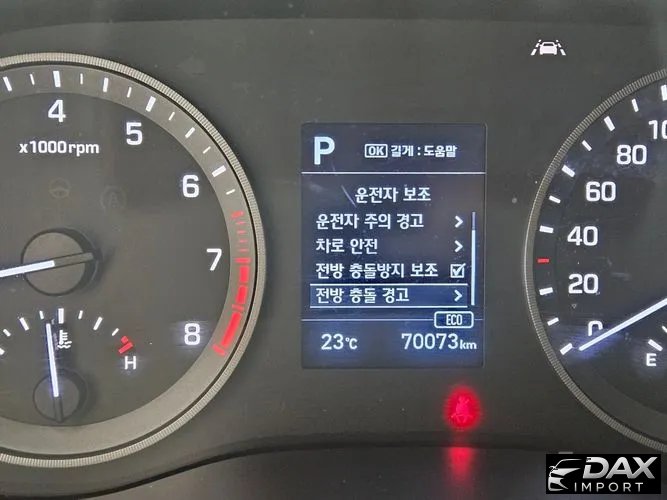 4
5
6
7
8
x1000rpm
H
P
OK 길게 : 도움말
운전자 보조
운전자 주의 경고 >
차로 안전 >
전방 충돌방지 보조
전방 충돌 경고 >
ECO
23℃
70073km
100
80
60
40
20
0
E
DAX
IMPORT